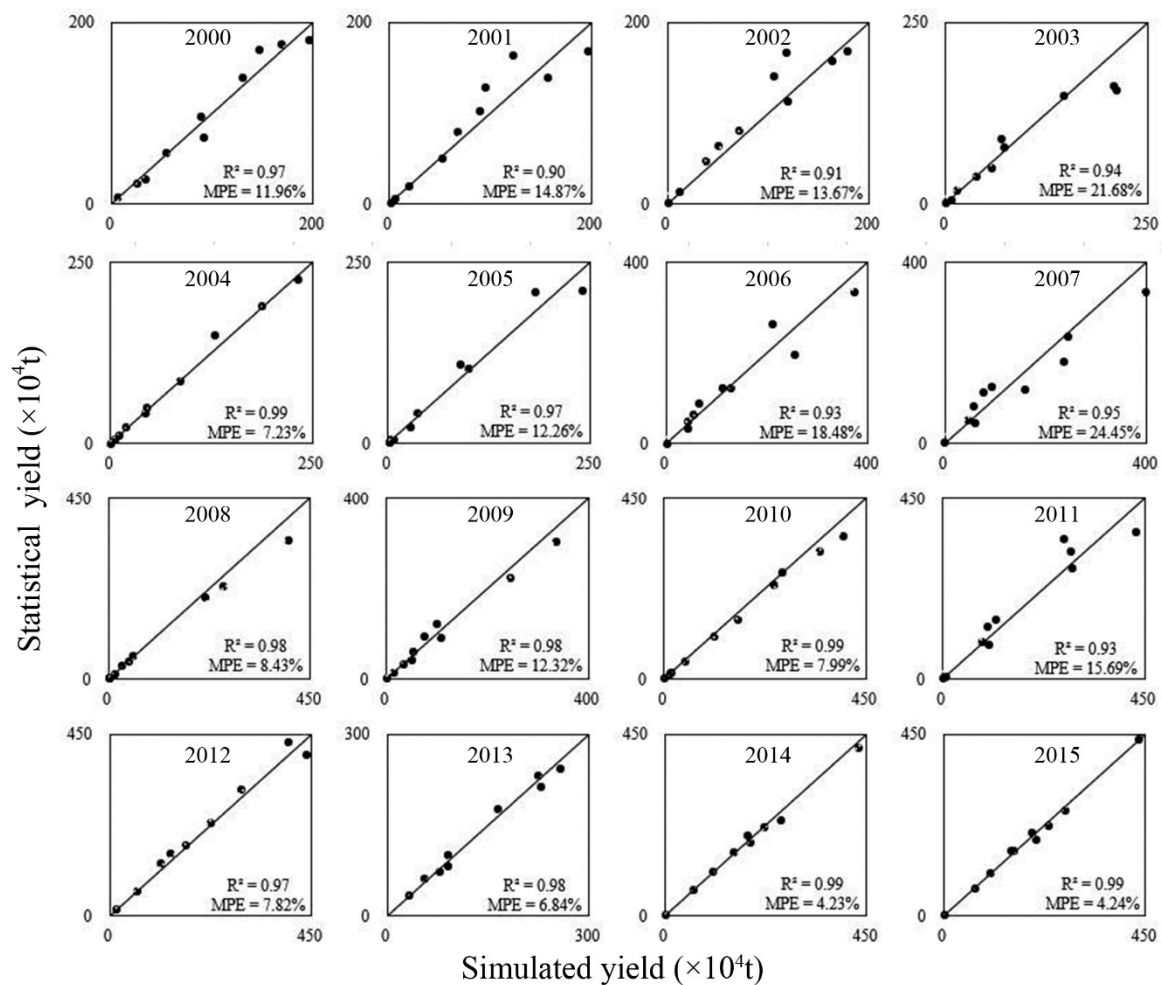 Statistical yield (×10⁴t)
200
2000
R² = 0.97
MPE = 11.96%
0
0
200
200
2001
R² = 0.90
MPE = 14.87%
0
0
200
200
2002
R² = 0.91
MPE = 13.67%
0
0
200
250
2003
R² = 0.94
MPE = 21.68%
0
0
250
250
2004
R² = 0.99
MPE = 7.23%
0
0
250
250
2005
R² = 0.97
MPE = 12.26%
0
0
250
400
2006
R² = 0.93
MPE = 18.48%
0
0
400
400
2007
R² = 0.95
MPE = 24.45%
0
0
400
450
2008
R² = 0.98
MPE = 8.43%
0
0
450
400
2009
R² = 0.98
MPE = 12.32%
0
0
400
450
2010
R² = 0.99
MPE = 7.99%
0
0
450
450
2011
R² = 0.93
MPE = 15.69%
0
0
450
450
2012
R² = 0.97
MPE = 7.82%
0
0
450
300
2013
R² = 0.98
MPE = 6.84%
0
0
300
450
2014
R² = 0.99
MPE = 4.23%
0
0
450
450
2015
R² = 0.99
MPE = 4.24%
0
0
450
Simulated yield (×10⁴t)